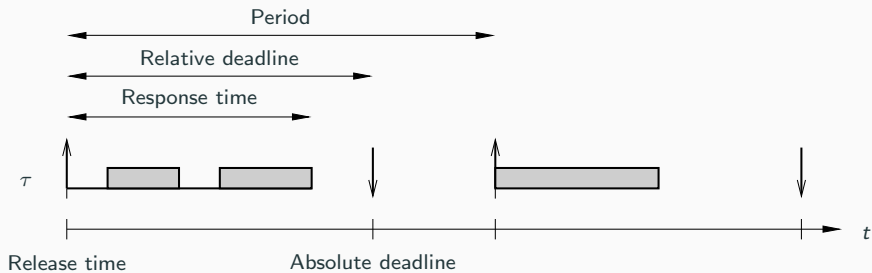 Period
Relative deadline
Response time
τ
t
Release time
Absolute deadline